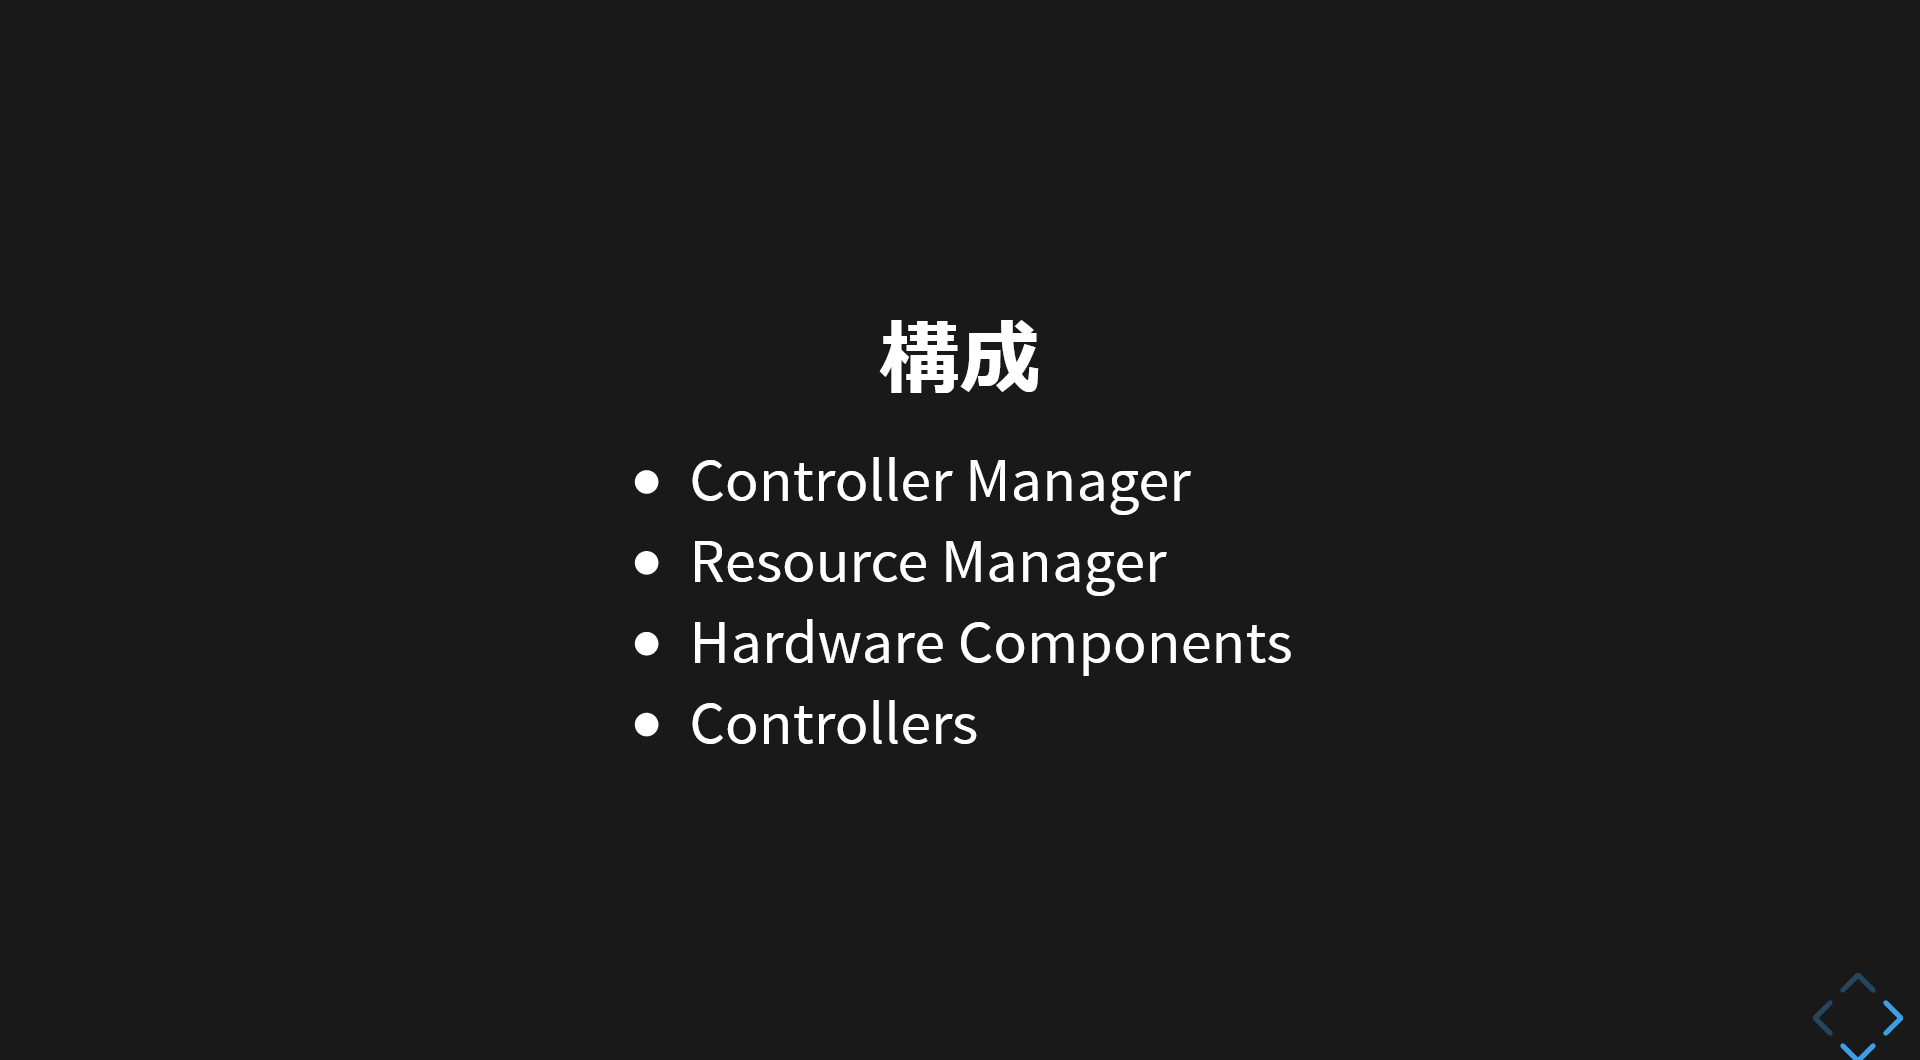 構成
Controller Manager
Resource Manager
Hardware Components
Controllers